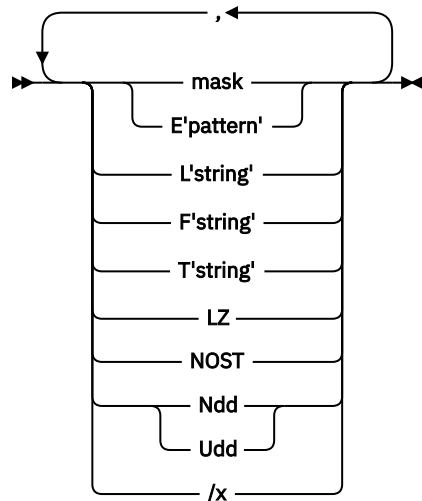 ,
mask
E'pattern'
L'string'
F'string'
T'string'
LZ
NOST
Ndd
Udd
/x